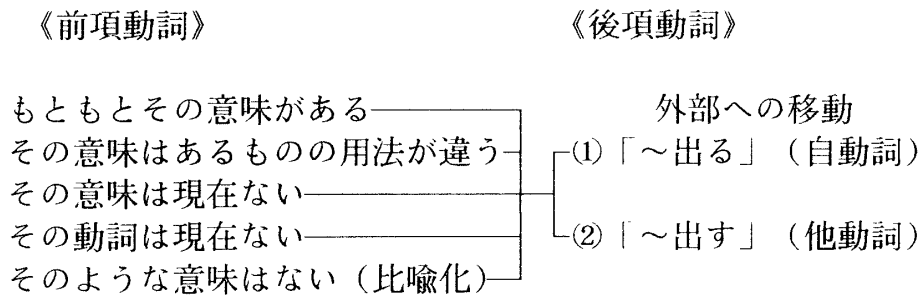 《前項動詞》 《後項動詞》
もともとその意味がある 外部への移動
その意味はあるものの用法が違う ⑴「~出る」(自動詞)
その意味は現在ない
その動詞は現在ない ⑵「~出す」(他動詞)
そのような意味はない(比喩化)